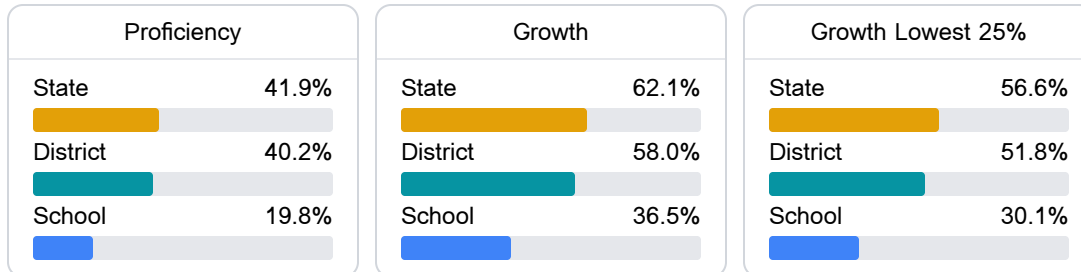 Proficiency
State 41.9%
District 40.2%
School 19.8%
Growth
State 62.1%
District 58.0%
School 36.5%
Growth Lowest 25%
State 56.6%
District 51.8%
School 30.1%